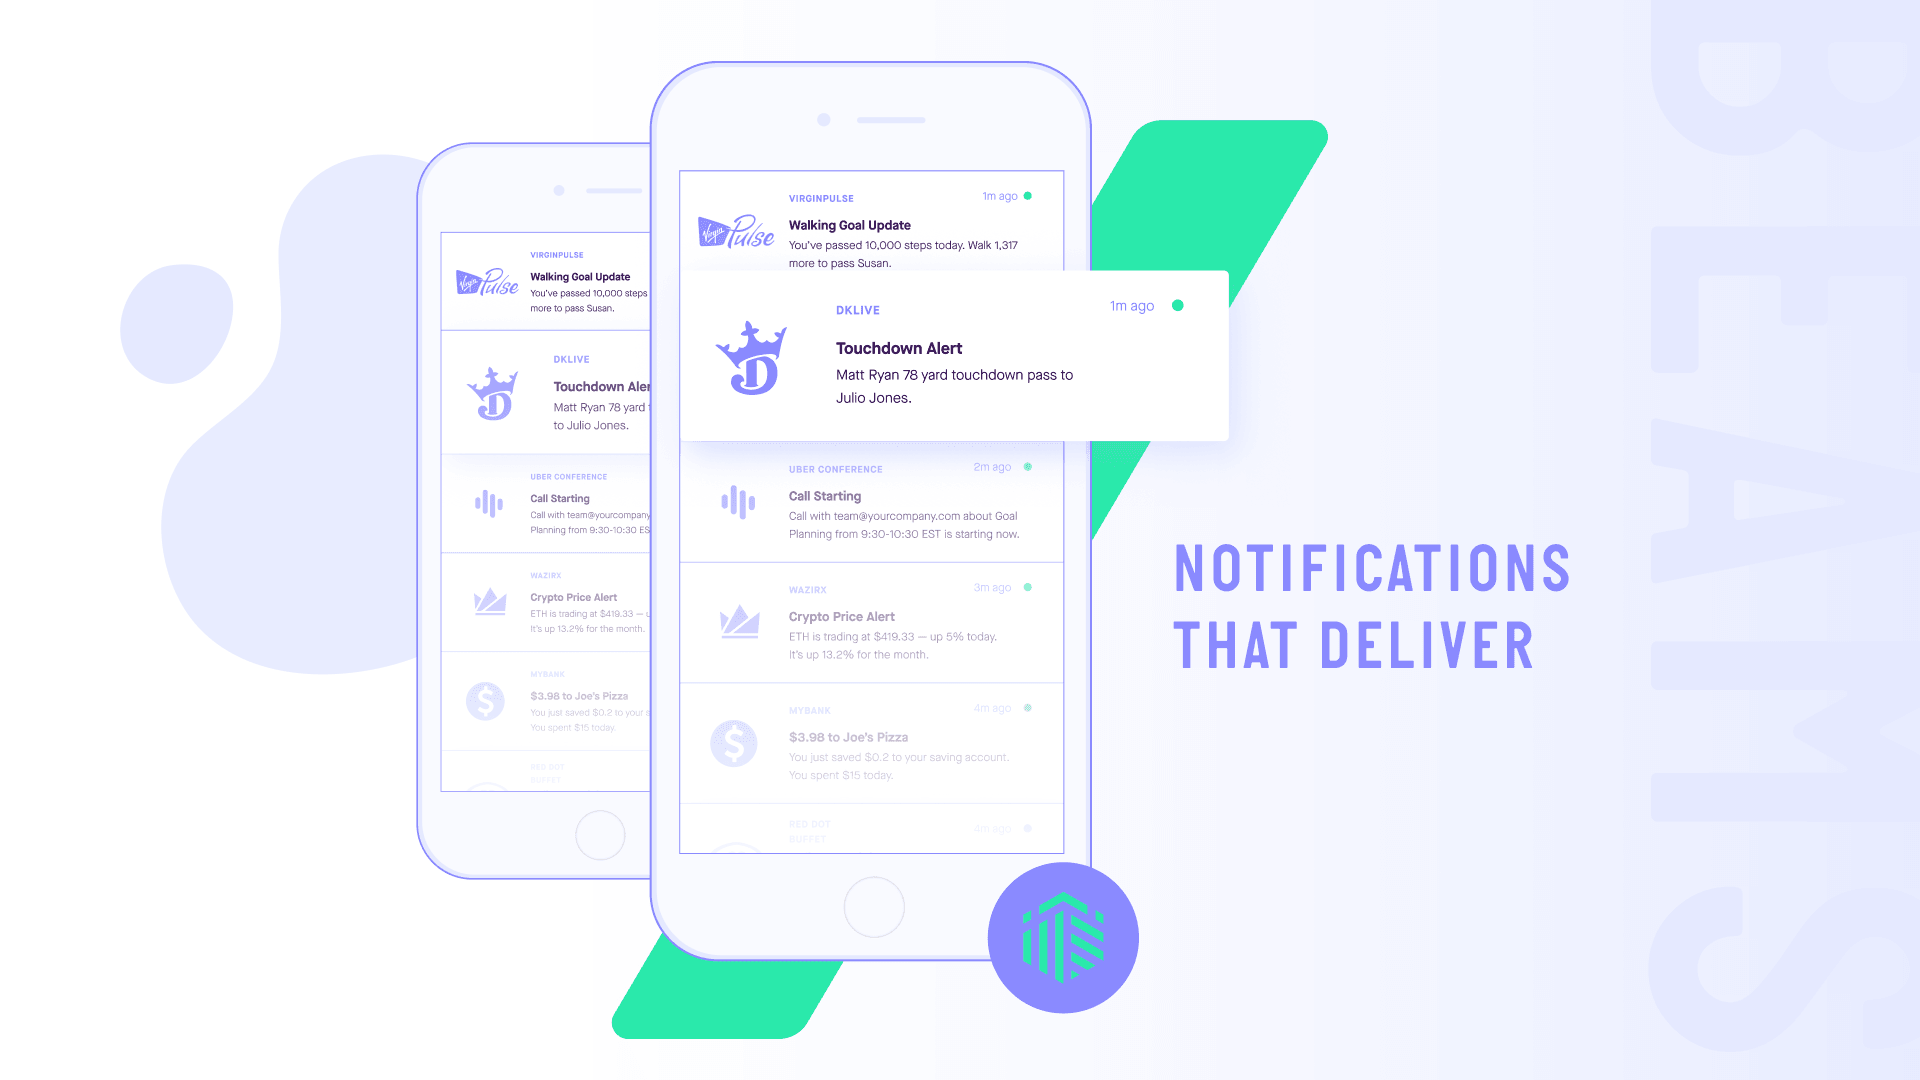 VIRGINPULSE
Virgin Pulse
Walking Goal Update
You've passed 10,000 steps
more to pass Susan.
DKLIVE
D
Touchdown Aler
Matt Ryan 78 yard
to Julio Jones.
UBER CONFERENCE
Call Starting
Call with team@yourcompany
Planning from 9:30-10:30 ES
WAZIRX
Crypto Price Alert
ETH is trading at $419.33 — u
It's up 13.2% for the month.
MYBANK
$
$3.98 to Joe's Pizza
You just saved $0.2 to your s
You spent $15 today.
RED DOT
BUFFET
VIRGINPULSE
1m ago
Virgin Pulse
Walking Goal Update
You've passed 10,000 steps today. Walk 1,317
more to pass Susan.
DKLIVE
1m ago
D
Touchdown Alert
Matt Ryan 78 yard touchdown pass to
Julio Jones.
UBER CONFERENCE
2m ago
Call Starting
Call with team@yourcompany.com about Goal
Planning from 9:30-10:30 EST is starting now.
WAZIRX
3m ago
Crypto Price Alert
ETH is trading at $419.33 — up 5% today.
It's up 13.2% for the month.
MYBANK
4m ago
$
$3.98 to Joe's Pizza
You just saved $0.2 to your saving account.
You spent $15 today.
RED DOT
BUFFET
4m ago
NOTIFICATIONS
THAT DELIVER
BEAMS